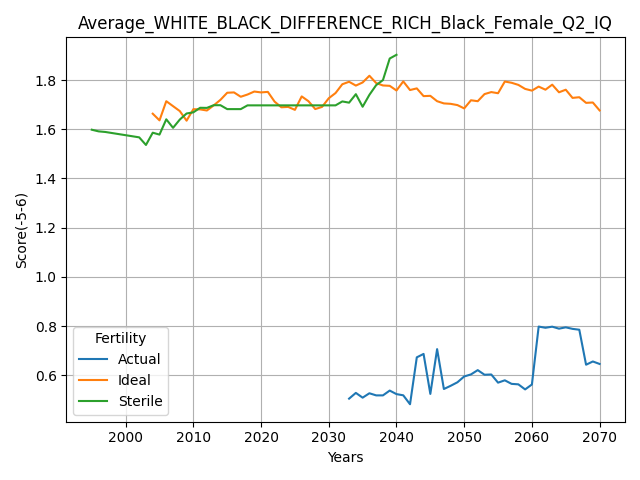 Average_WHITE_BLACK_DIFFERENCE_RICH_Black_Female_Q2_IQ
Score(-5-6)
1.8
1.6
1.4
1.2
1.0
0.8
0.6
Fertility
Actual
Ideal
Sterile
2000 2010 2020 2030 2040 2050 2060 2070
Years